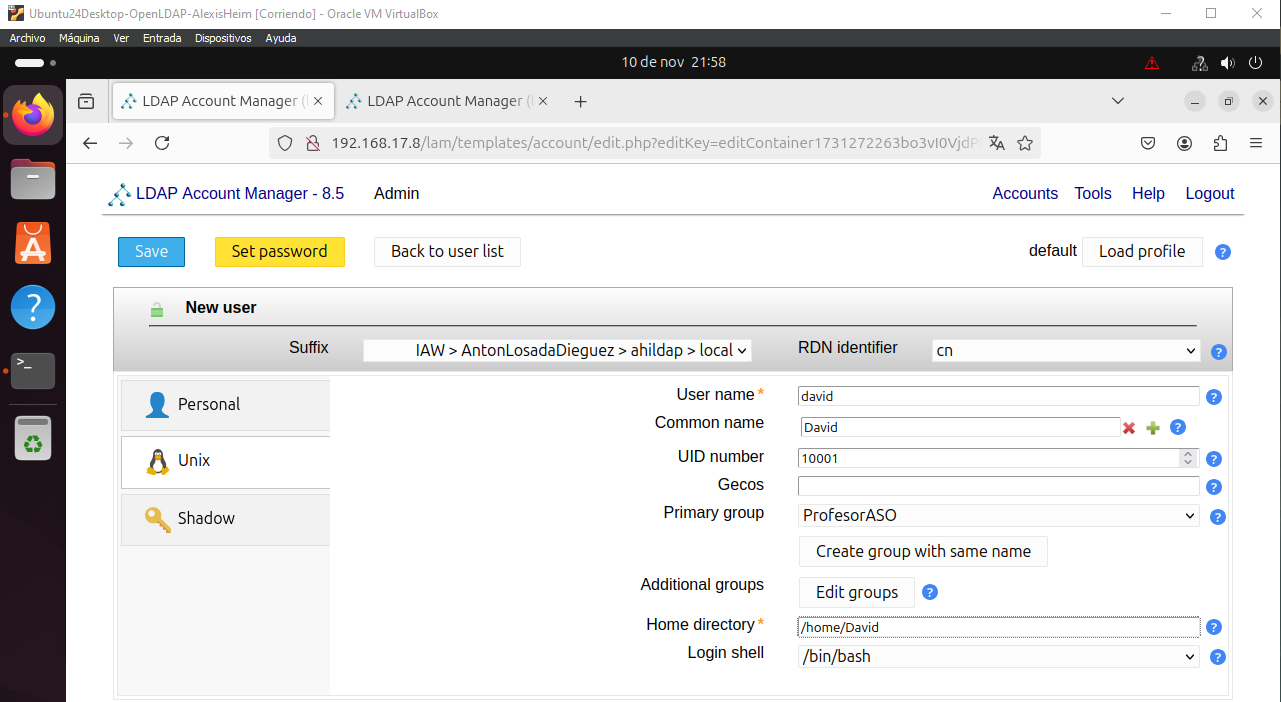 Ubuntu24Desktop-OpenLDAP-AlexisHeim [Corriendo] - Oracle VM VirtualBox
Archivo Máquina Ver Entrada Dispositivos Ayuda
10 de nov 21:58
LDAP Account Manager (
LDAP Account Manager (
192.168.17.8/lam/templates/account/edit.php?editKey=editContainer1731272263bo3vI0VjdP
LDAP Account Manager - 8.5 Admin Accounts Tools Help Logout
Save Set password Back to user list default Load profile ?
New user
Suffix IAW > AntonLosadaDieguez > ahildap > local RDN identifier cn ?
Personal
Unix
Shadow
User name * david ?
Common name David ?
UID number 10001 ?
Gecos ?
Primary group ProfesorASO ?
Create group with same name
Additional groups Edit groups ?
Home directory * /home/David ?
Login shell /bin/bash ?